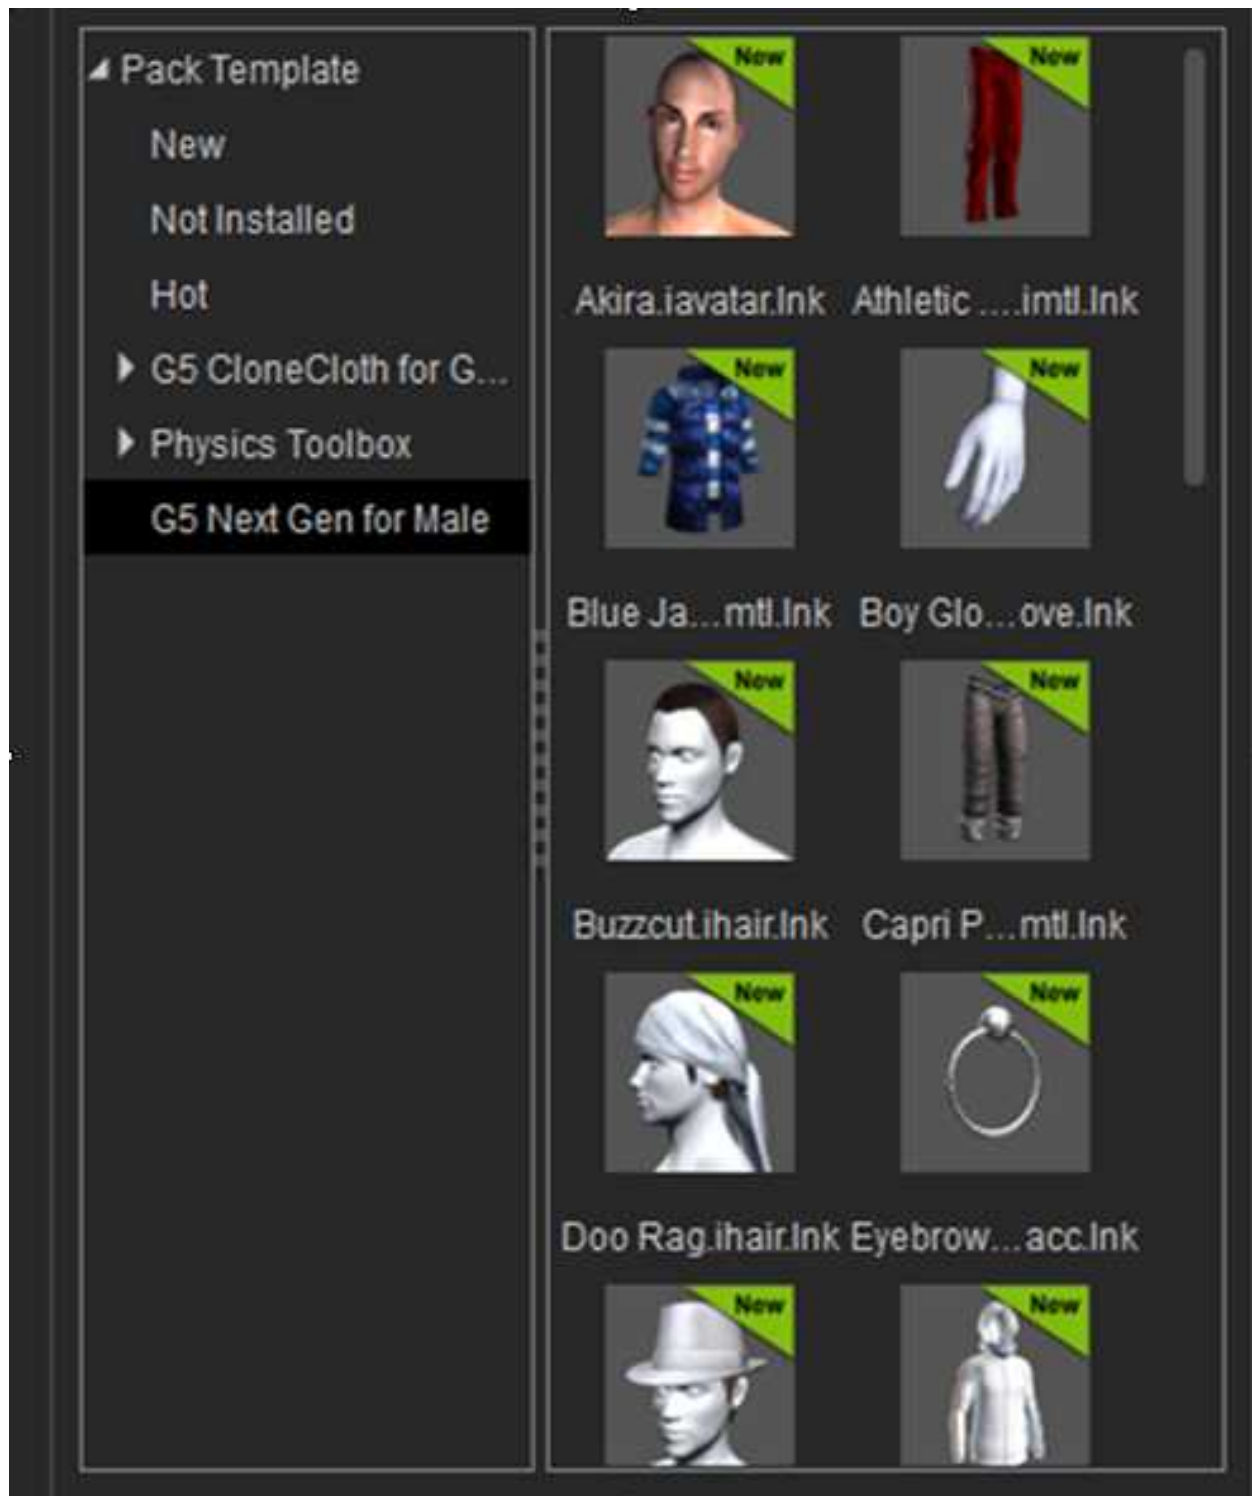 Pack Template
New
Not Installed
Hot
G5 CloneCloth for G...
Physics Toolbox
G5 Next Gen for Male
New New
Akira.iavatar.lnk Athletic ....imtl.lnk
New New
Blue Ja...mtl.lnk Boy Glo...ove.lnk
New New
Buzzcut.ihair.lnk Capri P...mtl.lnk
New New
Doo Rag.ihair.lnk Eyebrow...acc.lnk
New New